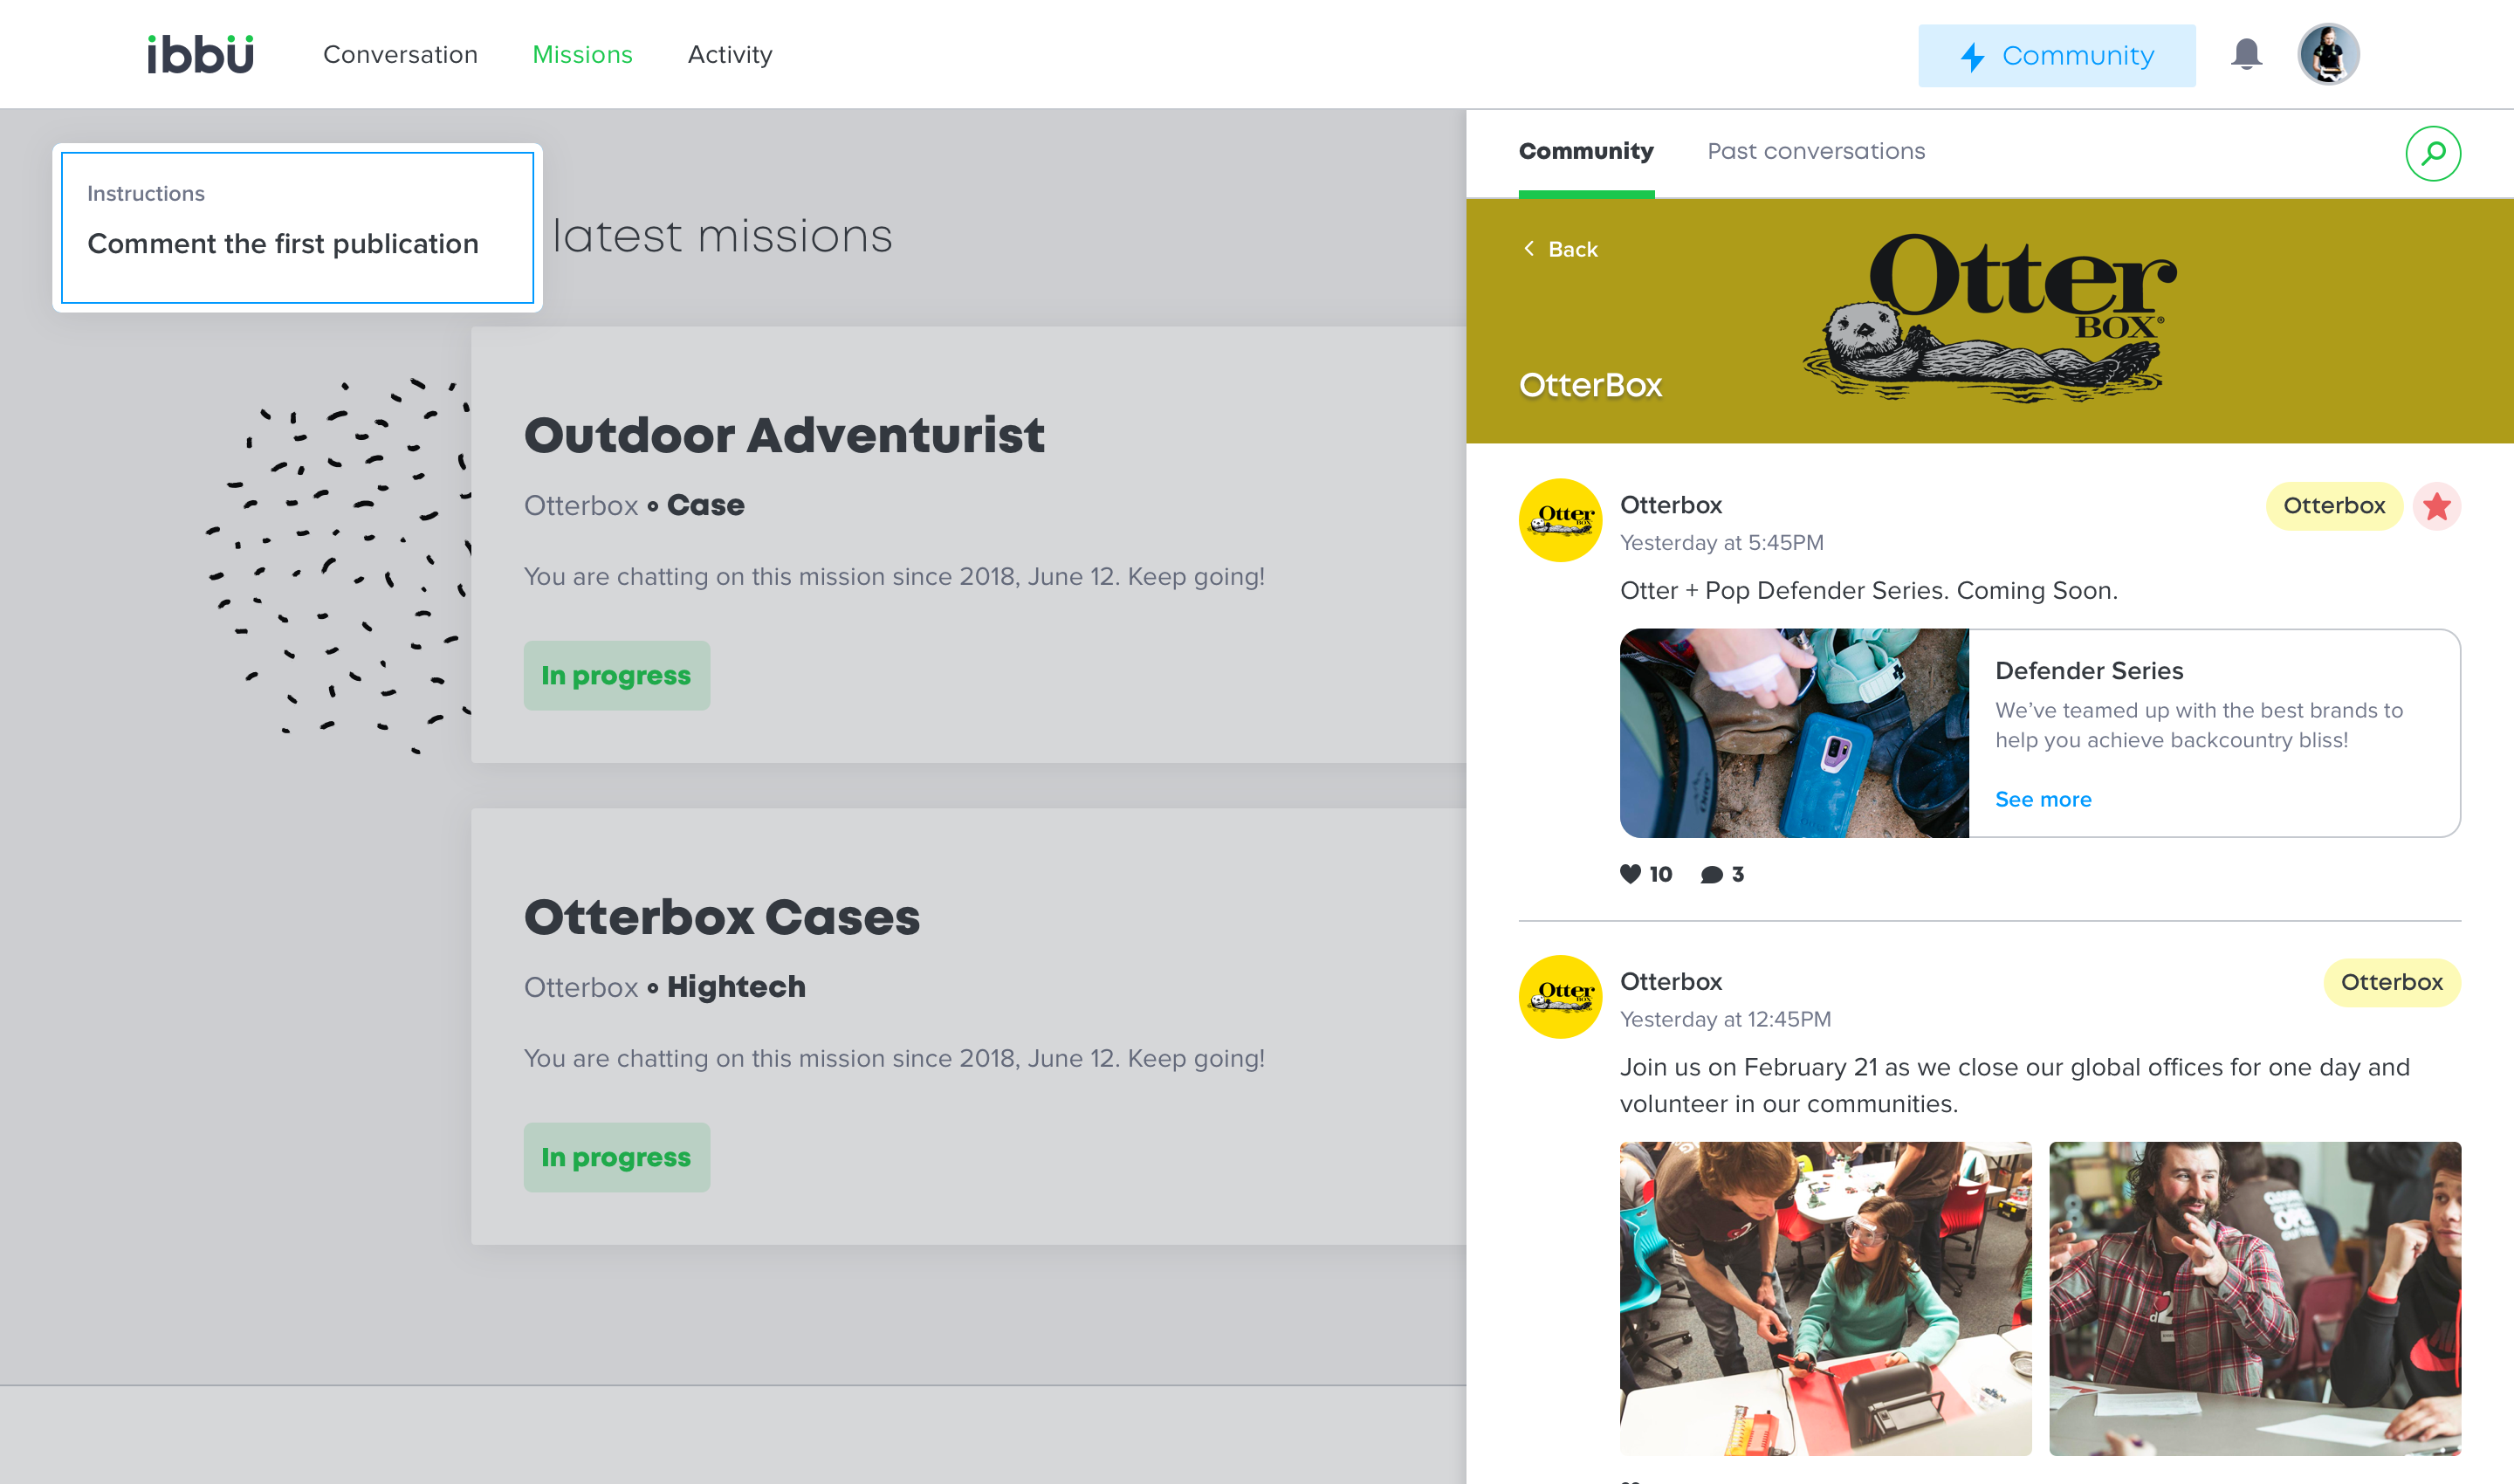 ibbü
Conversation
Missions
Activity
Community
Instructions
Comment the first publication
latest missions
Outdoor Adventurist
Otterbox Case
You are chatting on this mission since 2018, June 12. Keep going!
In progress
Otterbox Cases
Otterbox Hightech
You are chatting on this mission since 2018, June 12. Keep going!
In progress
Community
Past conversations
Back
Otter
BOX®
OtterBox
Otter
BOX
Otterbox
Otterbox
Yesterday at 5:45PM
Otter + Pop Defender Series. Coming Soon.
Defender Series
We’ve teamed up with the best brands to
help you achieve backcountry bliss!
See more
10
3
Otter
BOX
Otterbox
Otterbox
Yesterday at 12:45PM
Join us on February 21 as we close our global offices for one day and
volunteer in our communities.